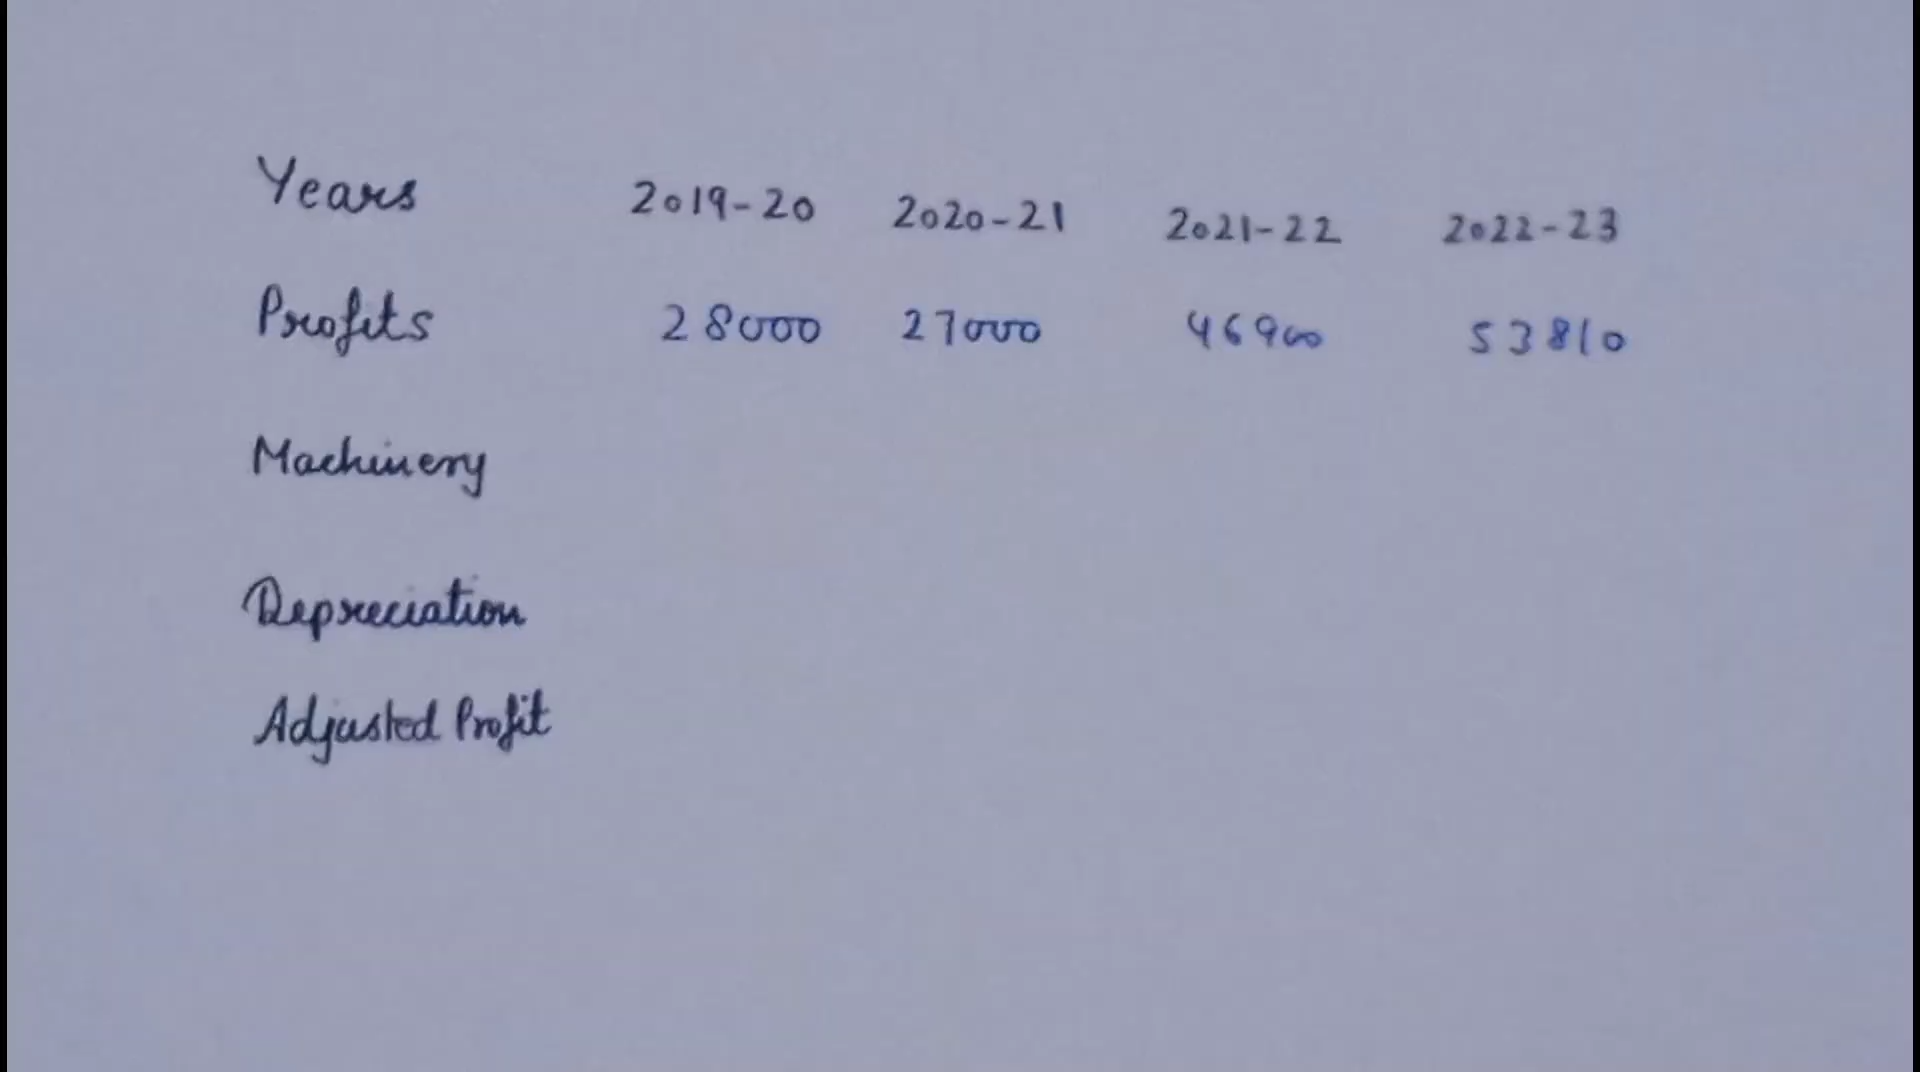 Years 2019-20 2020-21 2021-22 2022-23
Profits 28000 27000 46900 53810
Machinery
Depreciation
Adjusted Profit